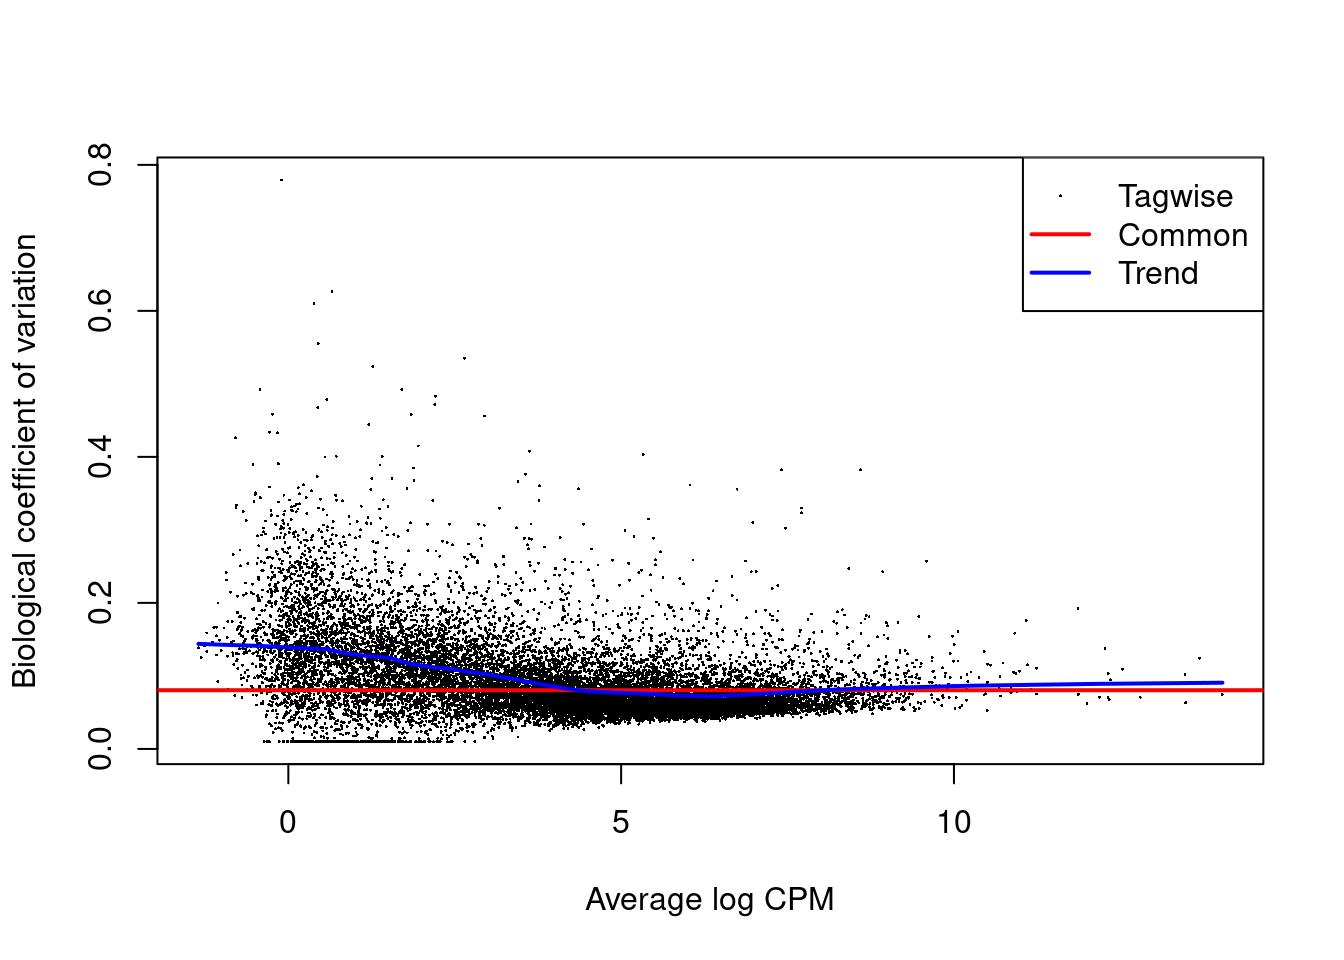 Biological coefficient of variation
0.8
0.6
0.4
0.2
0.0
Tagwise
Common
Trend
0
5
10
Average log CPM